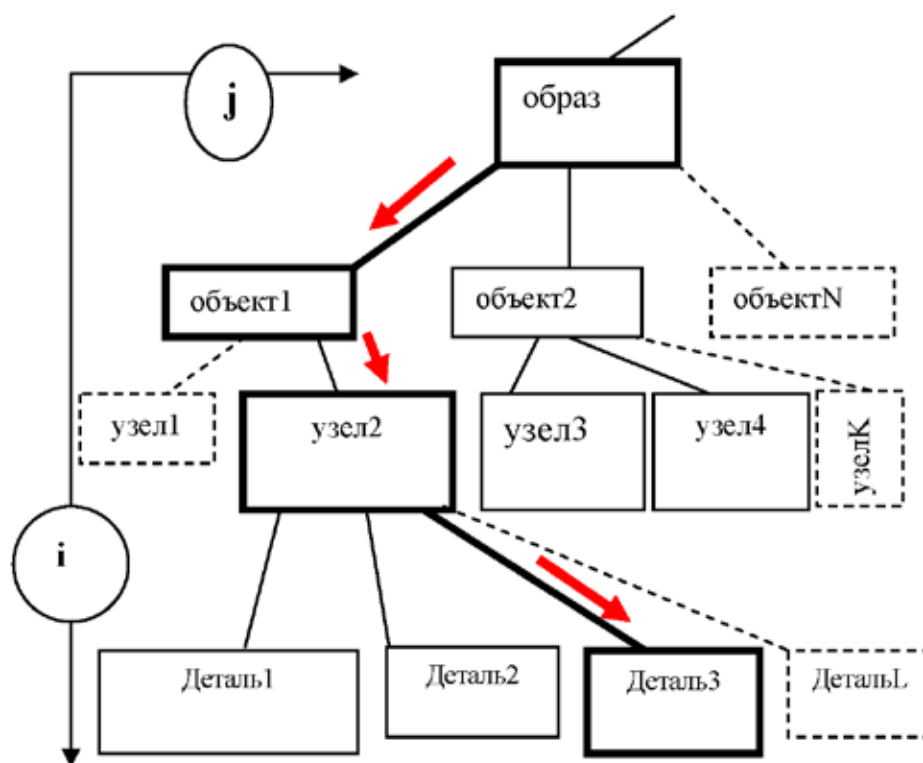 j
образ
объект1
объект2
объектN
узел1
узел2
узел3
узел4
узелK
i
Деталь1
Деталь2
Деталь3
ДетальL